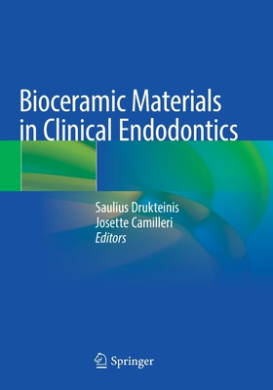 Bioceramic Materials
in Clinical Endodontics
Saulius Drukteinis
Josette Camilleri
Editors
Springer